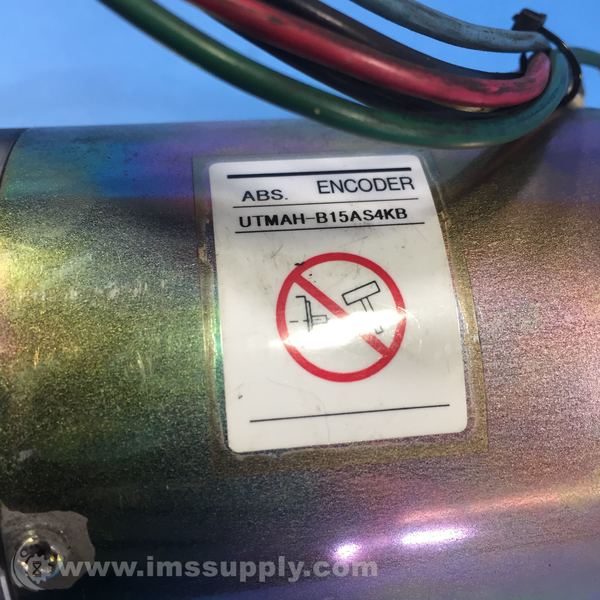 ABS. ENCODER
UTMAH-B15AS4KB
www.imssupply.com